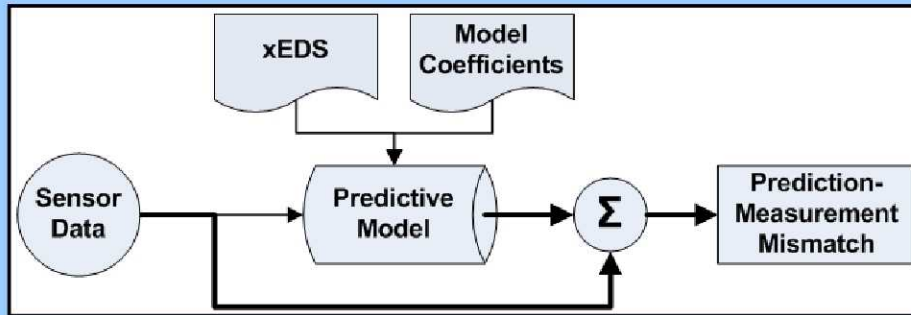 xEDS
Model
Coefficients
Sensor
Data
Predictive
Model
Σ
Prediction-
Measurement
Mismatch